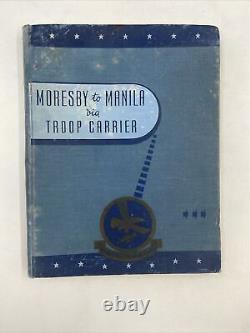 MORESBY to MANILA
via
TROOP CARRIER